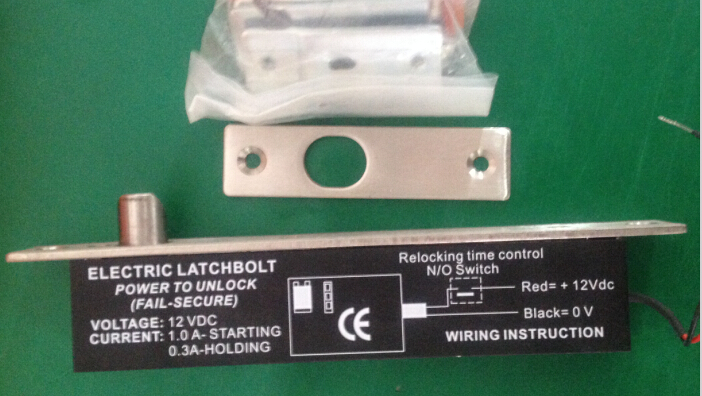 ELECTRIC LATCHBOLT
POWER TO UNLOCK
(FAIL-SECURE)
VOLTAGE: 12 VDC
CURRENT: 1.0 A- STARTING
0.3A-HOLDING
CE
Relocking time control
N/O Switch
Red= + 12Vdc
Black= 0 V
WIRING INSTRUCTION